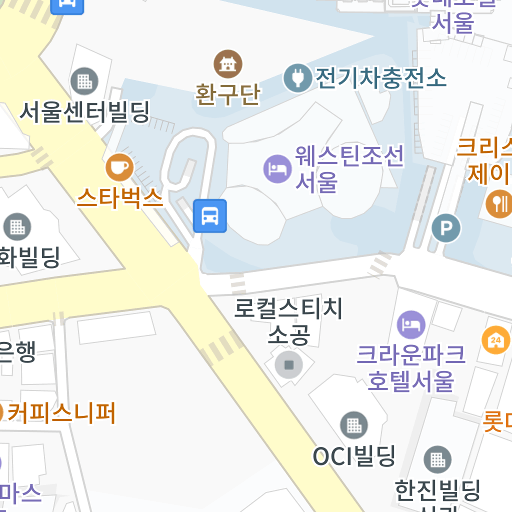 서울
환구단
전기차충전소
서울센터빌딩
웨스틴조선
서울
크리스
제이
스타벅스
P
화빌딩
로컬스티치
소공
크라운파크
호텔서울
24
은행
커피스니퍼
롯데
OCI빌딩
마스
한진빌딩